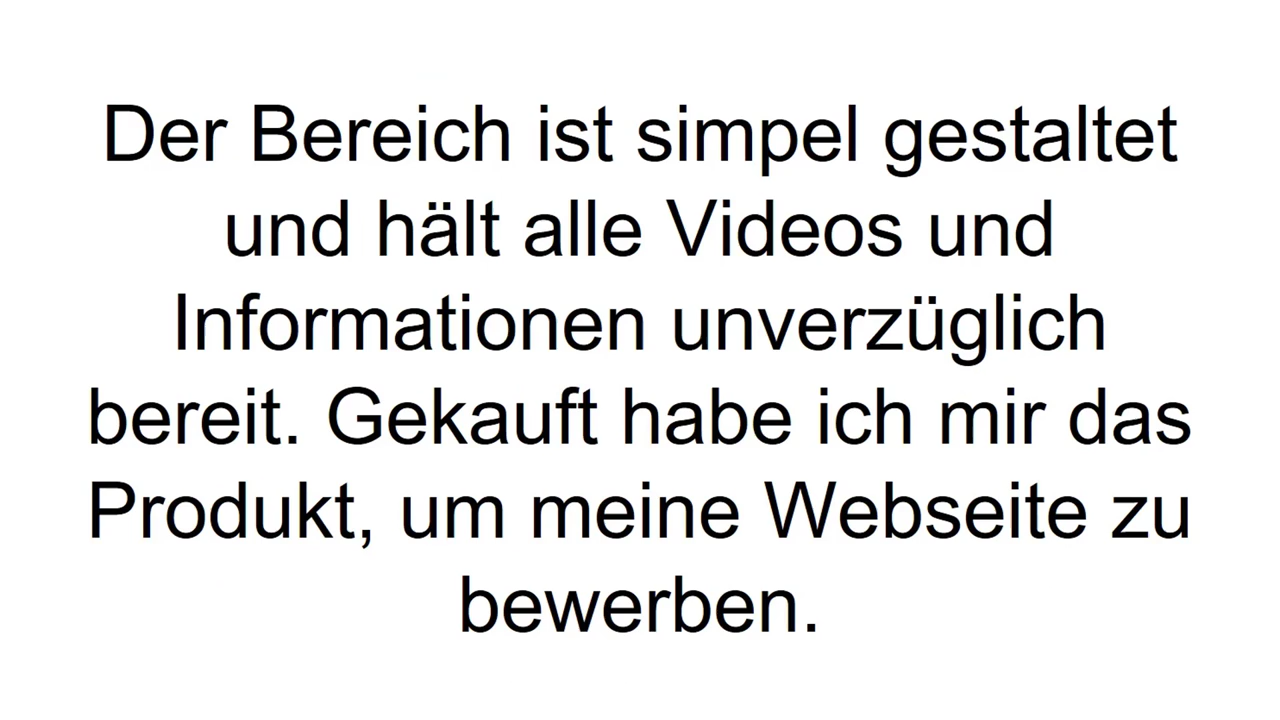 Der Bereich ist simpel gestaltet
und hält alle Videos und
Informationen unverzüglich
bereit. Gekauft habe ich mir das
Produkt, um meine Webseite zu
bewerben.